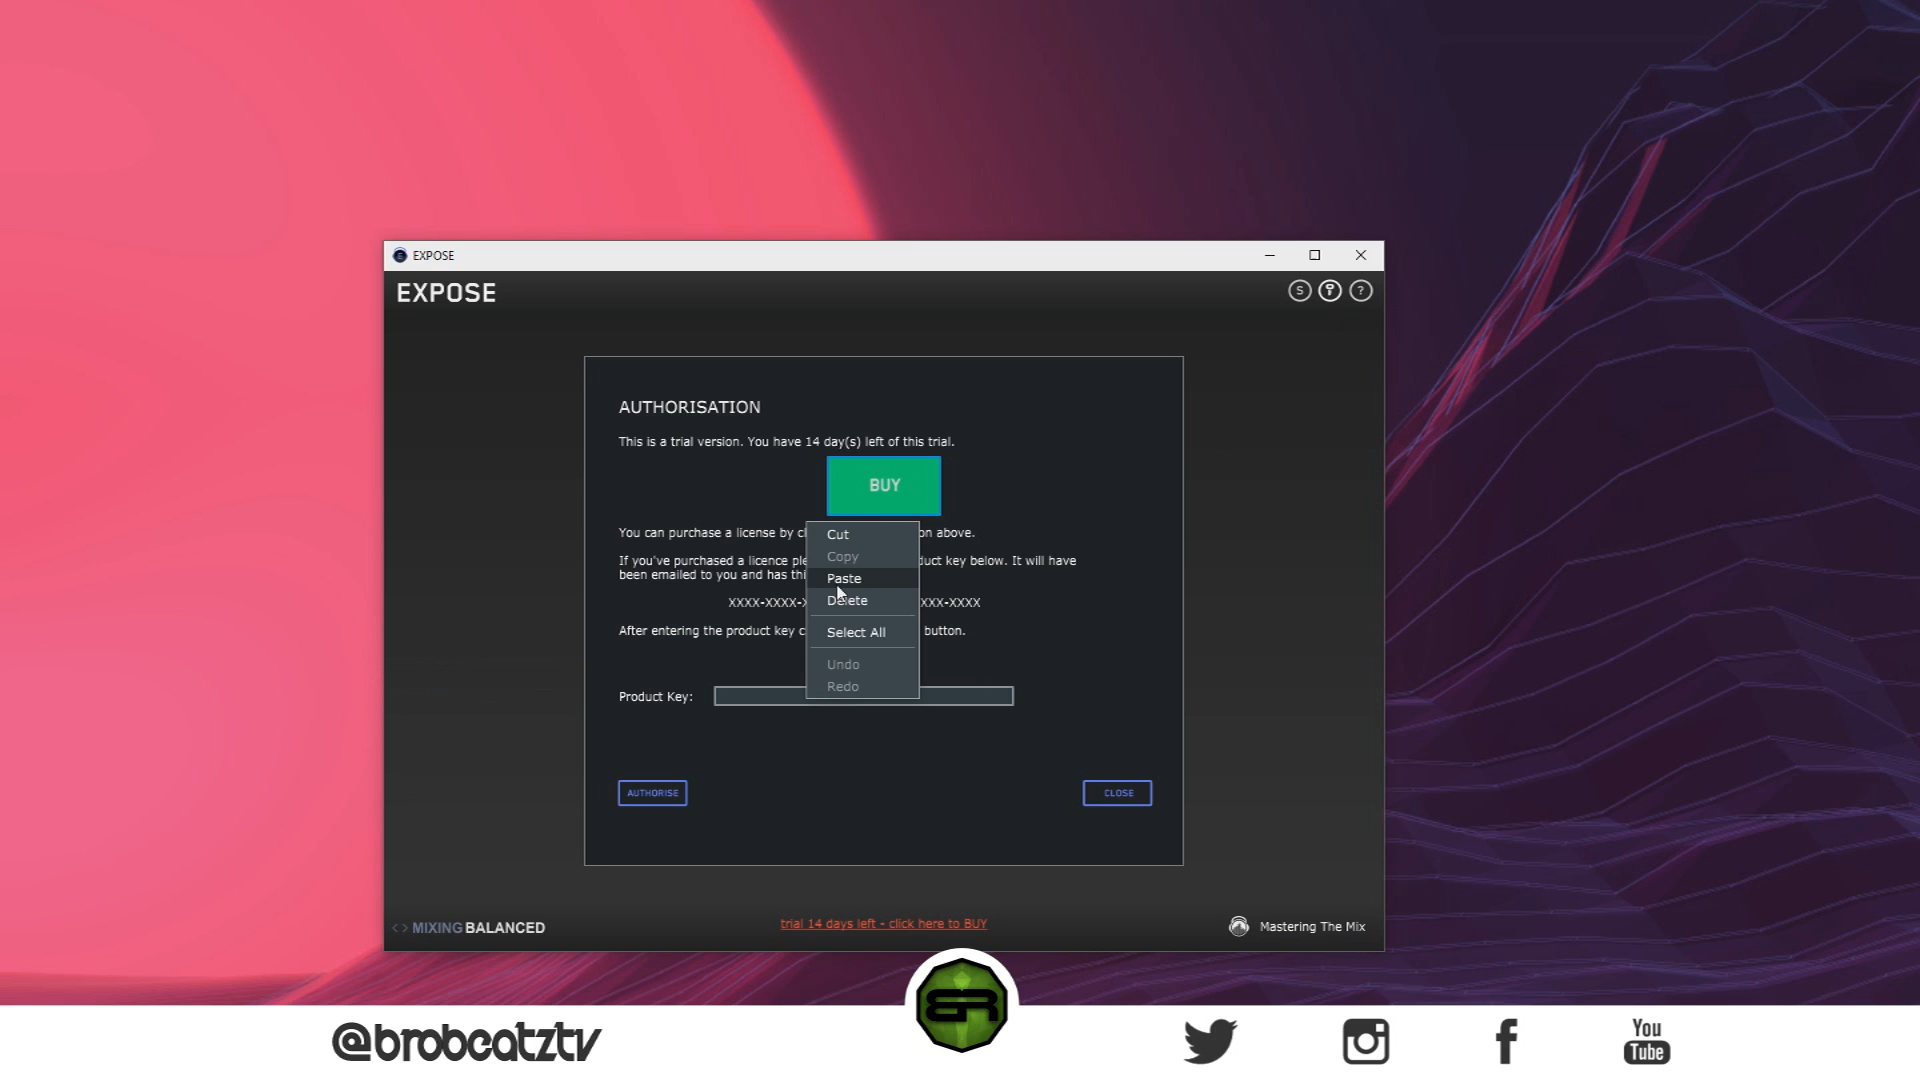 EXPOSE
EXPOSE
S
?
AUTHORISATION
This is a trial version. You have 14 day(s) left of this trial.
BUY
You can purchase a license by cl
on above.
Cut
Copy
If you've purchased a licence ple
duct key below. It will have
been emailed to you and has thi
Paste
Delete
XXXX-XXXX-X
XXX-XXXX
After entering the product key c
button.
Select All
Undo
Redo
Product Key:
AUTHORISE
CLOSE
<> MIXING BALANCED
trial 14 days left - click here to BUY
Mastering The Mix
@brobeatztv
BR
You
Tube